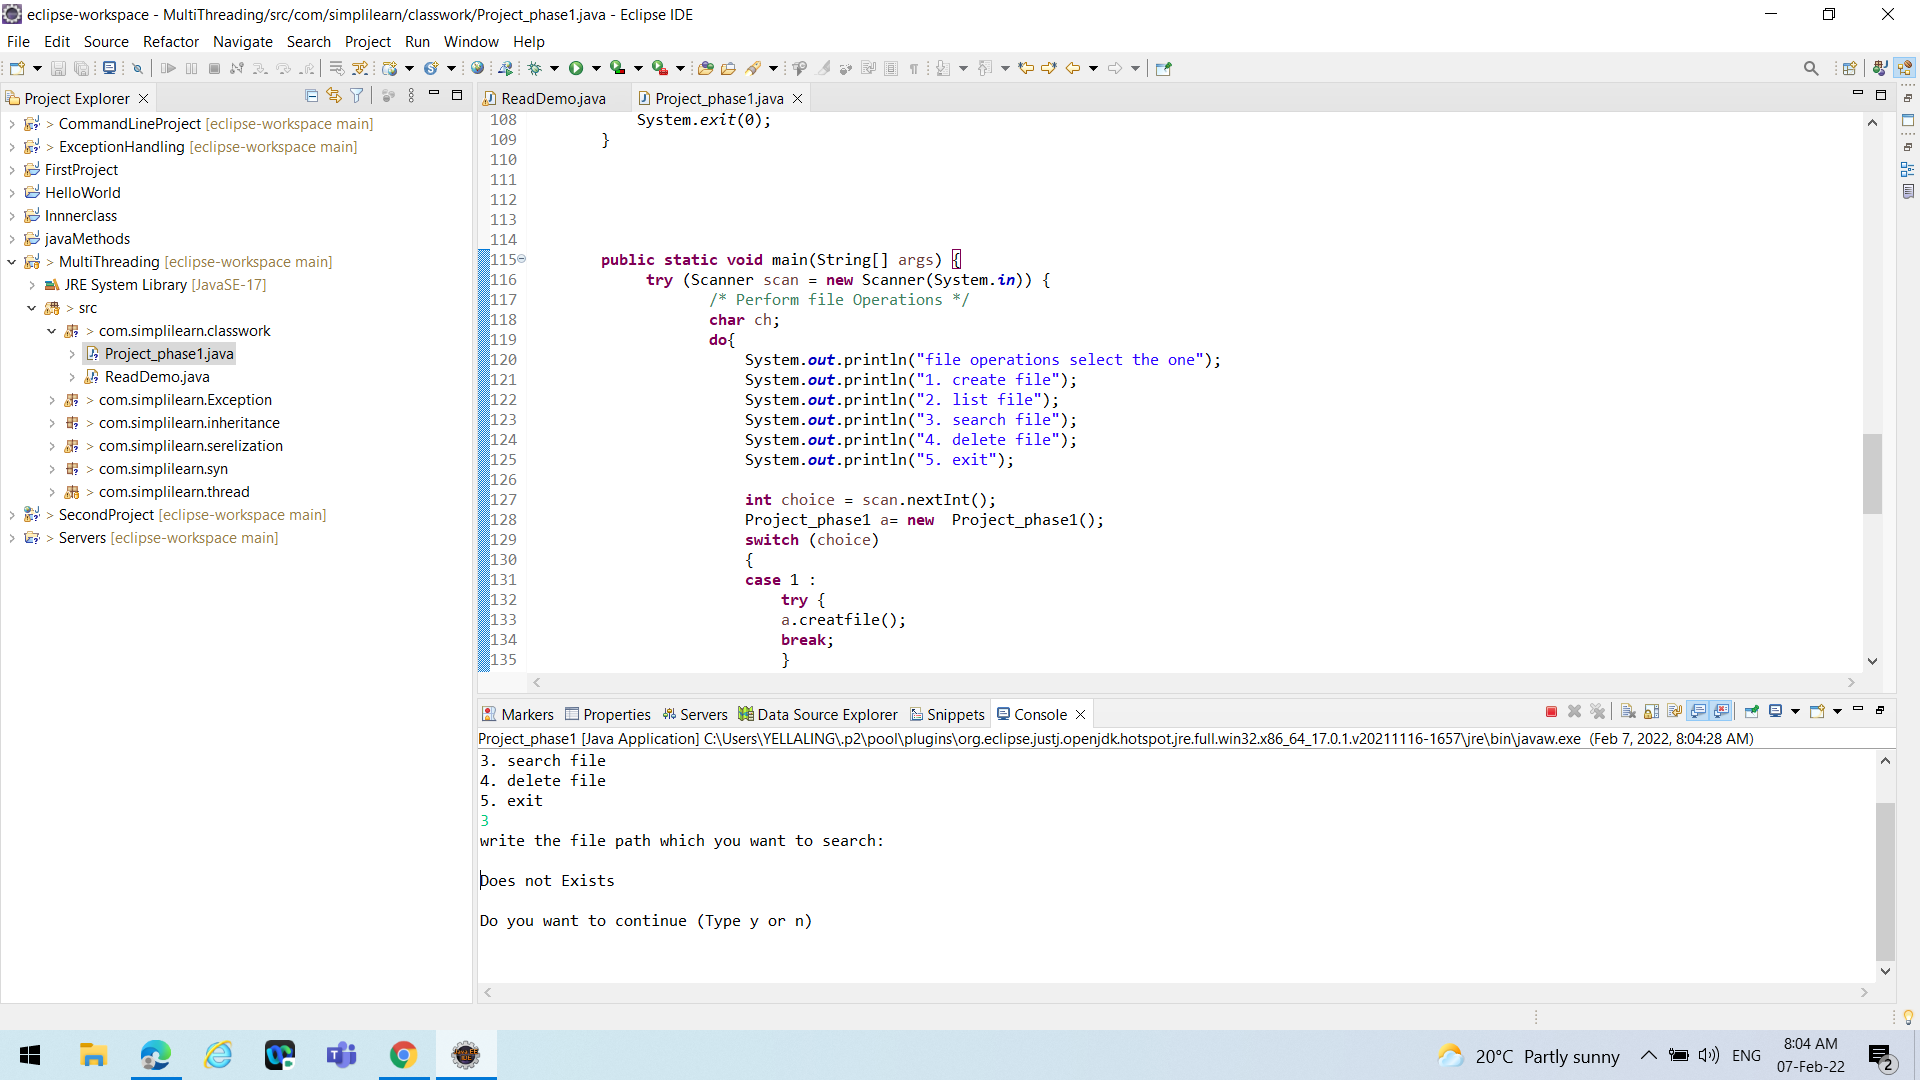 eclipse-workspace - MultiThreading/src/com/simplilearn/classwork/Project_phase1.java - Eclipse IDE
File Edit Source Refactor Navigate Search Project Run Window Help
Project Explorer
> CommandLineProject [eclipse-workspace main]
> ExceptionHandling [eclipse-workspace main]
FirstProject
HelloWorld
Innnerclass
javaMethods
> MultiThreading [eclipse-workspace main]
JRE System Library [JavaSE-17]
> src
> com.simplilearn.classwork
Project_phase1.java
ReadDemo.java
> com.simplilearn.Exception
> com.simplilearn.inheritance
> com.simplilearn.serelization
> com.simplilearn.syn
> com.simplilearn.thread
> SecondProject [eclipse-workspace main]
> Servers [eclipse-workspace main]
ReadDemo.java Project_phase1.java
108 System.exit(0);
109 }
110
111
112
113
114
115 public static void main(String[] args) {
116 try (Scanner scan = new Scanner(System.in)) {
117 /* Perform file Operations */
118 char ch;
119 do{
120 System.out.println("file operations select the one");
121 System.out.println("1. create file");
122 System.out.println("2. list file");
123 System.out.println("3. search file");
124 System.out.println("4. delete file");
125 System.out.println("5. exit");
126
127 int choice = scan.nextInt();
128 Project_phase1 a= new  Project_phase1();
129 switch (choice)
130 {
131 case 1 :
132 try {
133 a.creatfile();
134 break;
135 }
Markers Properties Servers Data Source Explorer Snippets Console
Project_phase1 [Java Application] C:\Users\YELLALING\.p2\pool\plugins\org.eclipse.justj.openjdk.hotspot.jre.full.win32.x86_64_17.0.1.v20211116-1657\jre\bin\javaw.exe (Feb 7, 2022, 8:04:28 AM)
3. search file
4. delete file
5. exit
3
write the file path which you want to search:
Does not Exists
Do you want to continue (Type y or n)
20°C Partly sunny
ENG
8:04 AM
07-Feb-22
2